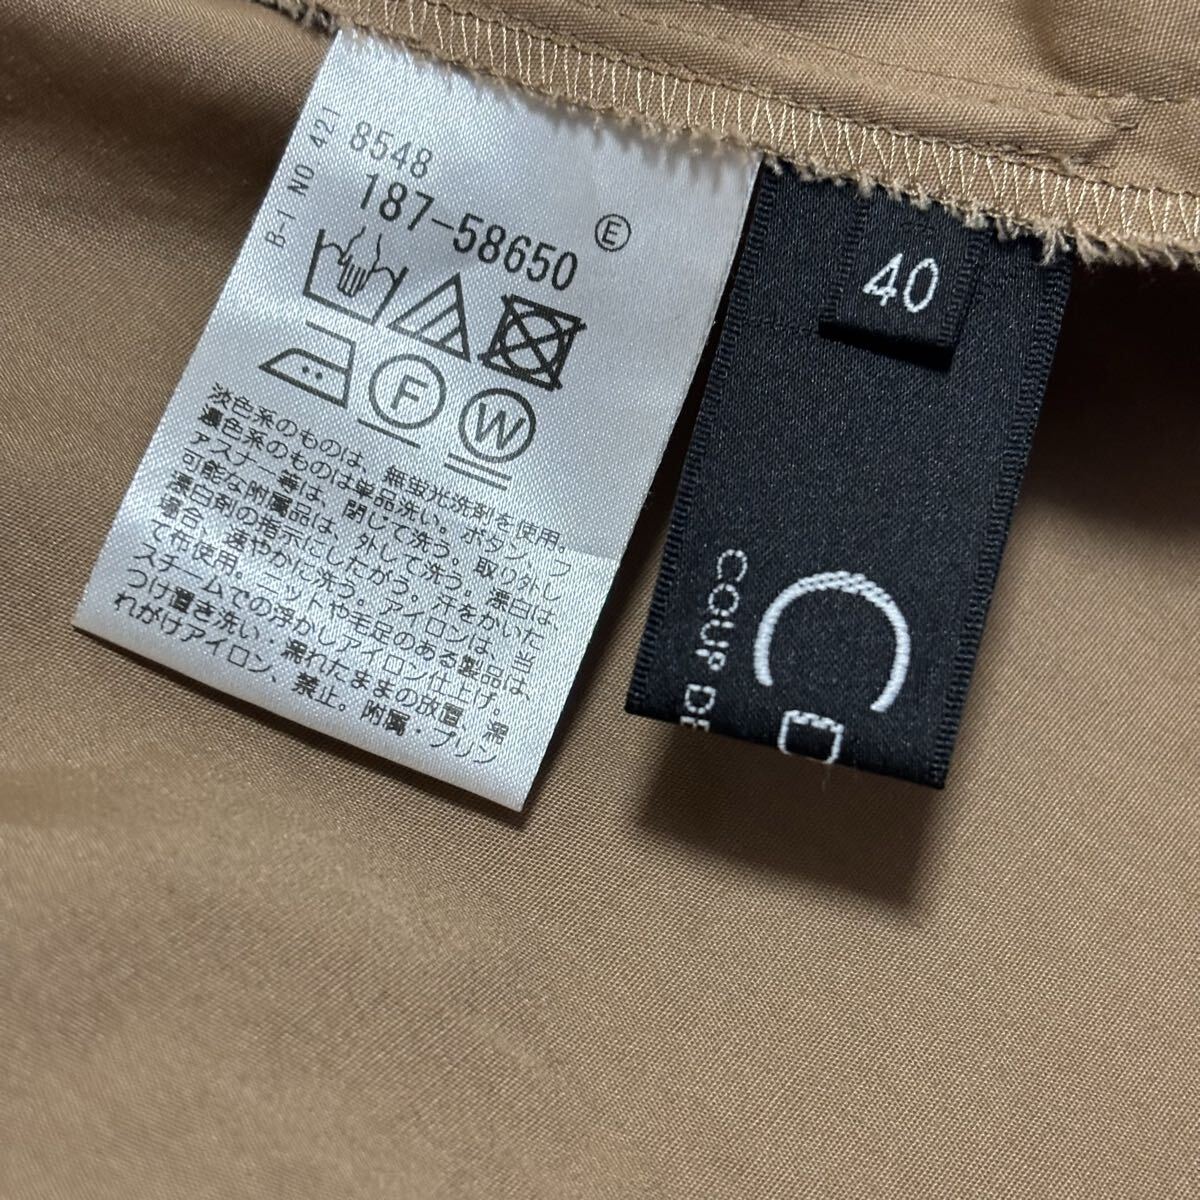 B-1 NO 421
8548
187-58650
E
F
W
淡色系のものは、無蛍光洗剤を使用。
濃色系のものは単品洗い。ボタン、フ
ァスナー等は、閉じて洗う。取り外し
可能な附属品は、外して洗う。漂白は、
漂白剤の指示にしたがう。汗をかいた
場合、速やかに洗う。アイロンは、当
て布使用。ニットや毛足のある製品は、
スチームでの浮かしアイロン仕上げ。
つけ置き洗い・濡れたままの放置、濡
れがけアイロン、禁止。附属・プリン
40
COUP DE